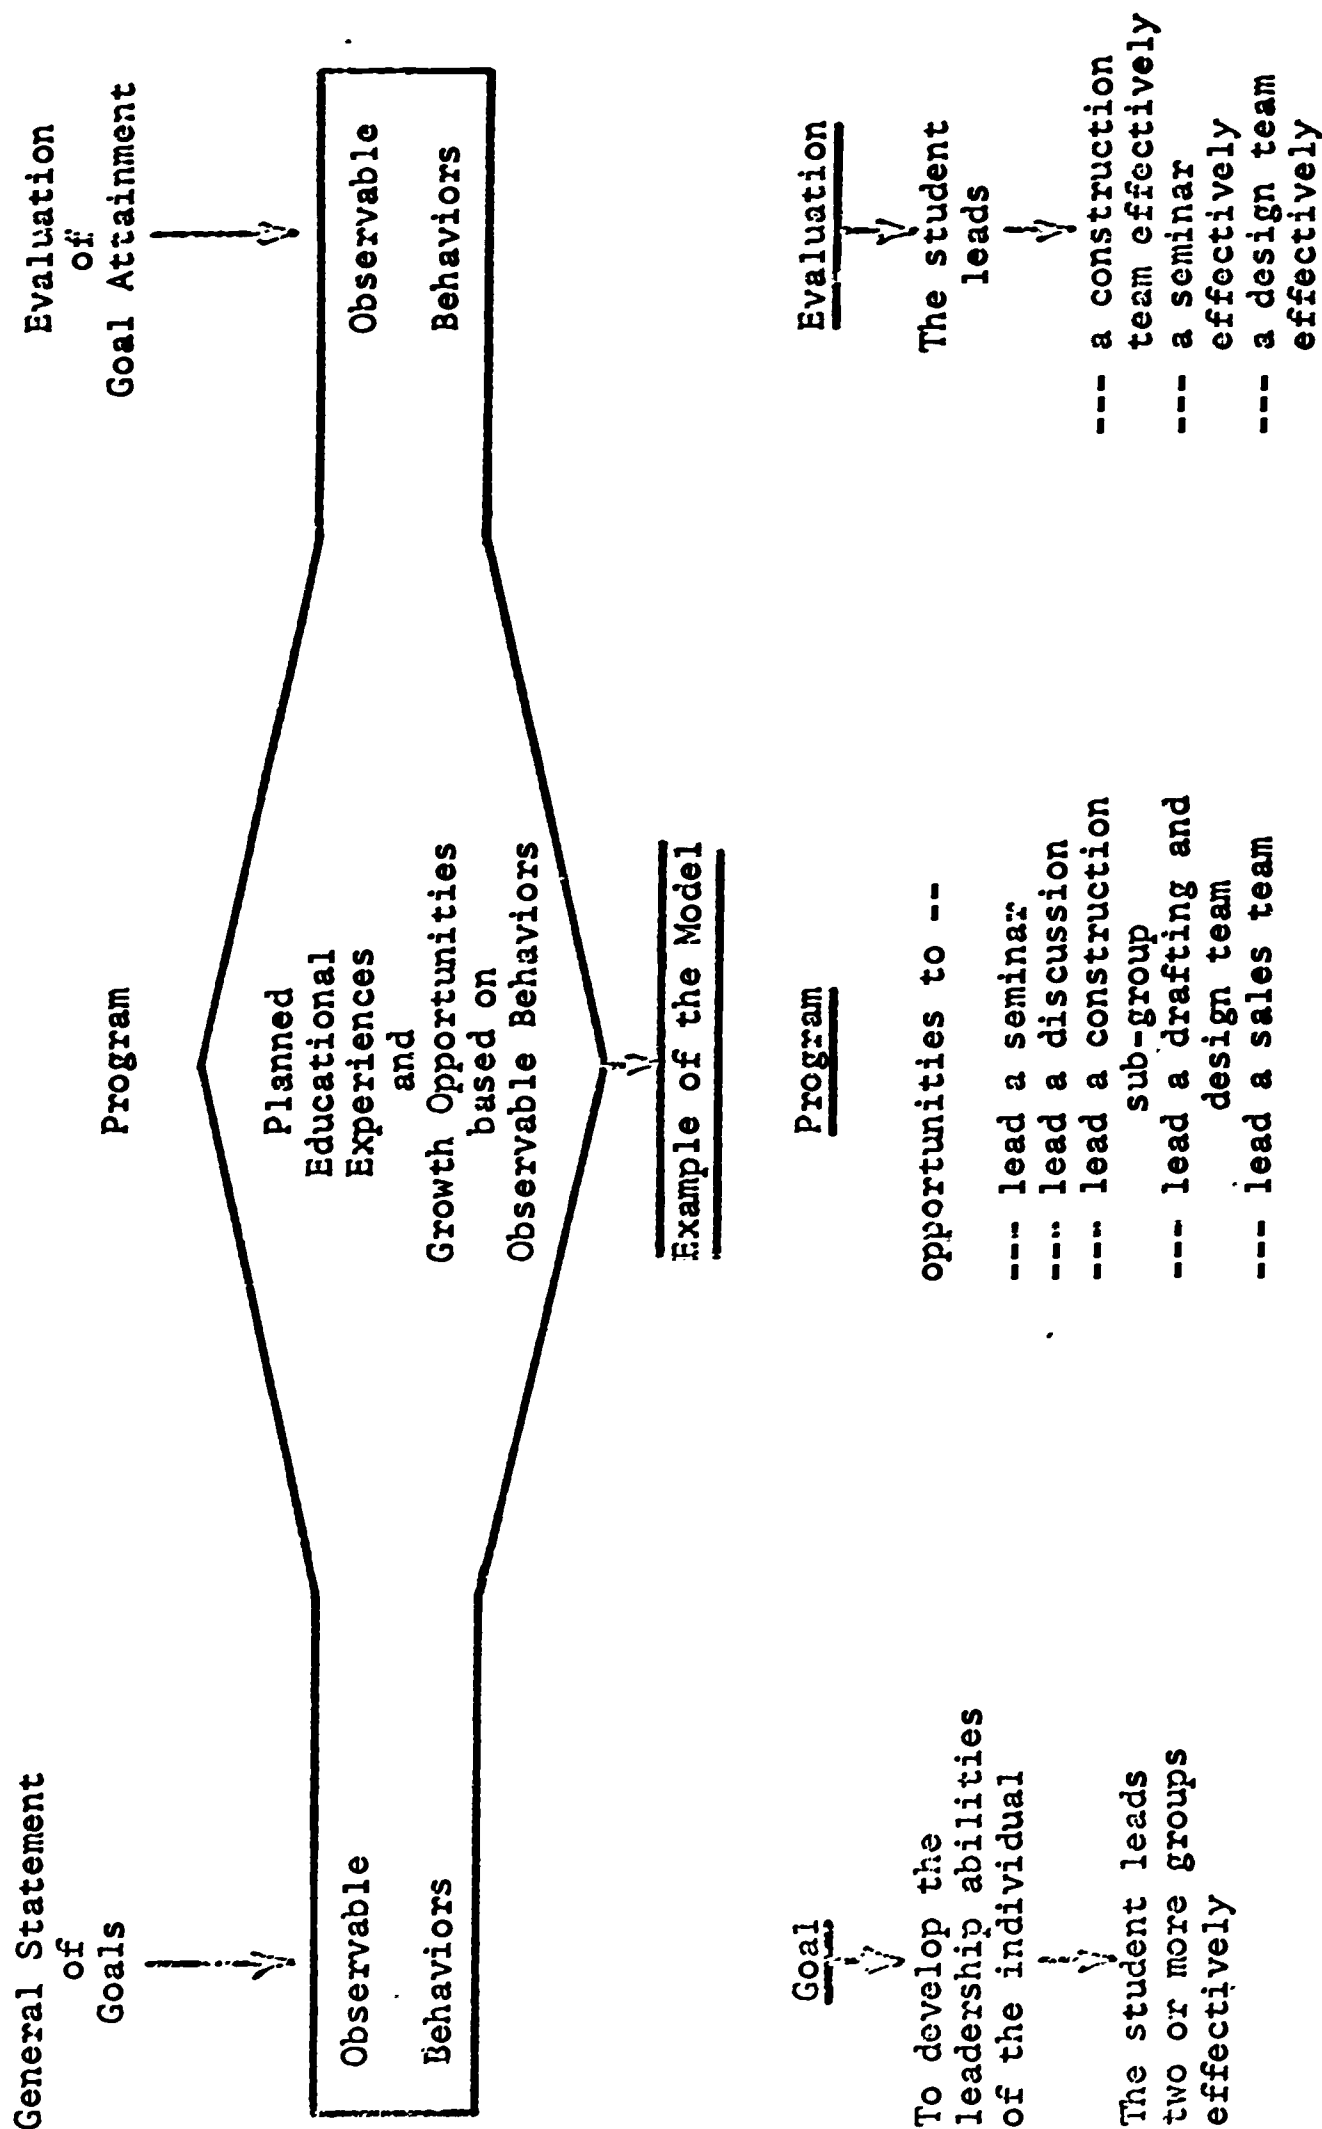 General Statement
of
Goals
Observable
Behaviors
Program
Planned
Educational
Experiences
and
Growth Opportunities
based on
Observable Behaviors
Evaluation
of
Goal Attainment
Observable
Behaviors
Example of the Model
Goal
To develop the
leadership abilities
of the individual
The student leads
two or more groups
effectively
Program
opportunities to --
--- lead a seminar
--- lead a discussion
--- lead a construction
sub-group
--- lead a drafting and
design team
--- lead a sales team
Evaluation
The student
leads
--- a construction
team effectively
--- a seminar
effectively
--- a design team
effectively